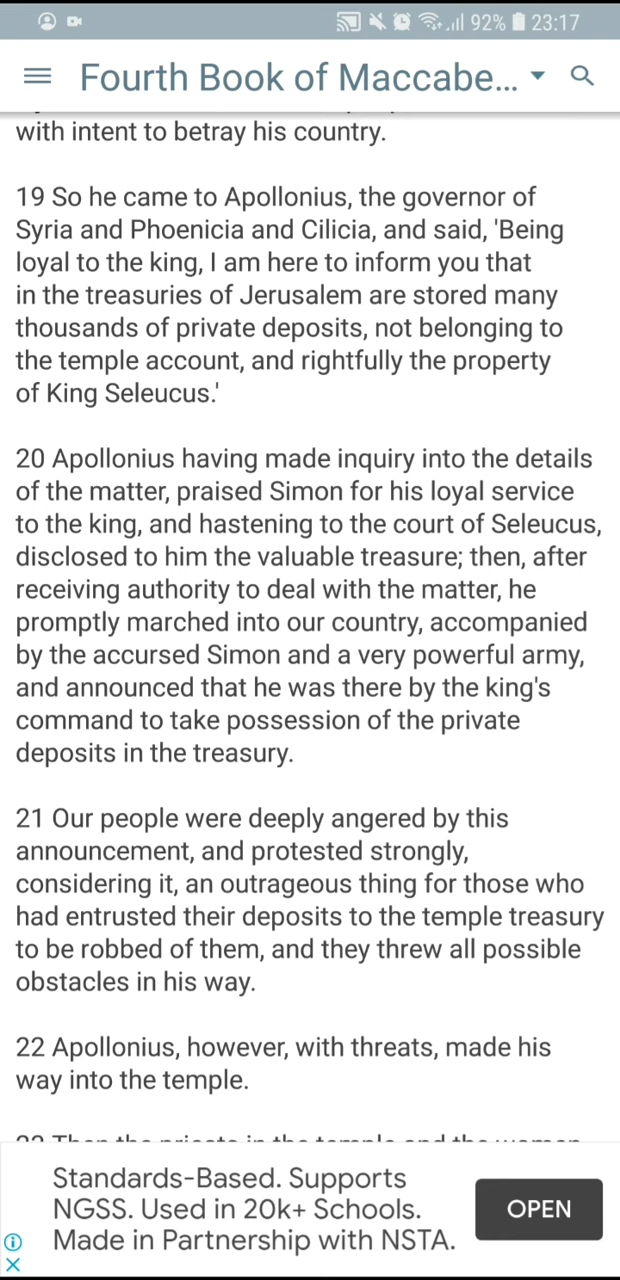 92% 23:17
Fourth Book of Maccabe...
with intent to betray his country.
19 So he came to Apollonius, the governor of
Syria and Phoenicia and Cilicia, and said, 'Being
loyal to the king, I am here to inform you that
in the treasuries of Jerusalem are stored many
thousands of private deposits, not belonging to
the temple account, and rightfully the property
of King Seleucus.'
20 Apollonius having made inquiry into the details
of the matter, praised Simon for his loyal service
to the king, and hastening to the court of Seleucus,
disclosed to him the valuable treasure; then, after
receiving authority to deal with the matter, he
promptly marched into our country, accompanied
by the accursed Simon and a very powerful army,
and announced that he was there by the king's
command to take possession of the private
deposits in the treasury.
21 Our people were deeply angered by this
announcement, and protested strongly,
considering it, an outrageous thing for those who
had entrusted their deposits to the temple treasury
to be robbed of them, and they threw all possible
obstacles in his way.
22 Apollonius, however, with threats, made his
way into the temple.
23 Then the priests in the temple and the women
Standards-Based. Supports
NGSS. Used in 20k+ Schools.
Made in Partnership with NSTA.
OPEN